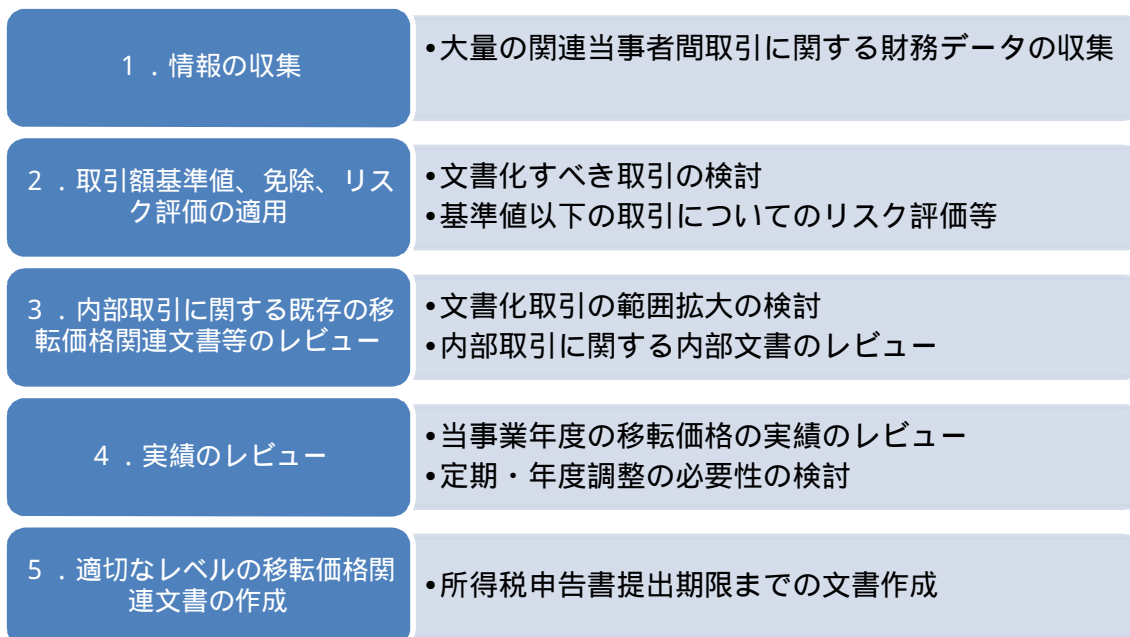 1．情報の収集
•大量の関連当事者間取引に関する財務データの収集
2．取引額基準値、免除、リス
ク評価の適用
•文書化すべき取引の検討
•基準値以下の取引についてのリスク評価等
3．内部取引に関する既存の移
転価格関連文書等のレビュー
•文書化取引の範囲拡大の検討
•内部取引に関する内部文書のレビュー
4．実績のレビュー
•当事業年度の移転価格の実績のレビュー
•定期・年度調整の必要性の検討
5．適切なレベルの移転価格関
連文書の作成
•所得税申告書提出期限までの文書作成